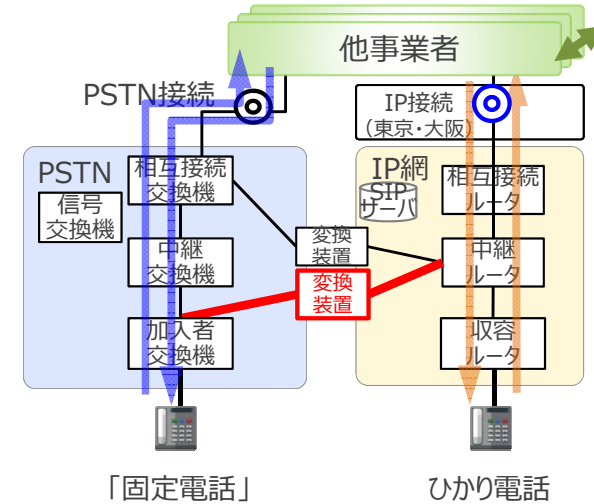 他事業者
PSTN接続
IP接続
（東京・大阪）
PSTN
相互接続
交換機
信号
交換機
中継
交換機
加入者
交換機
変換
装置
変換
装置
IP網
SIP
サーバ
相互接続
ルータ
中継
ルータ
収容
ルータ
「固定電話」
ひかり電話